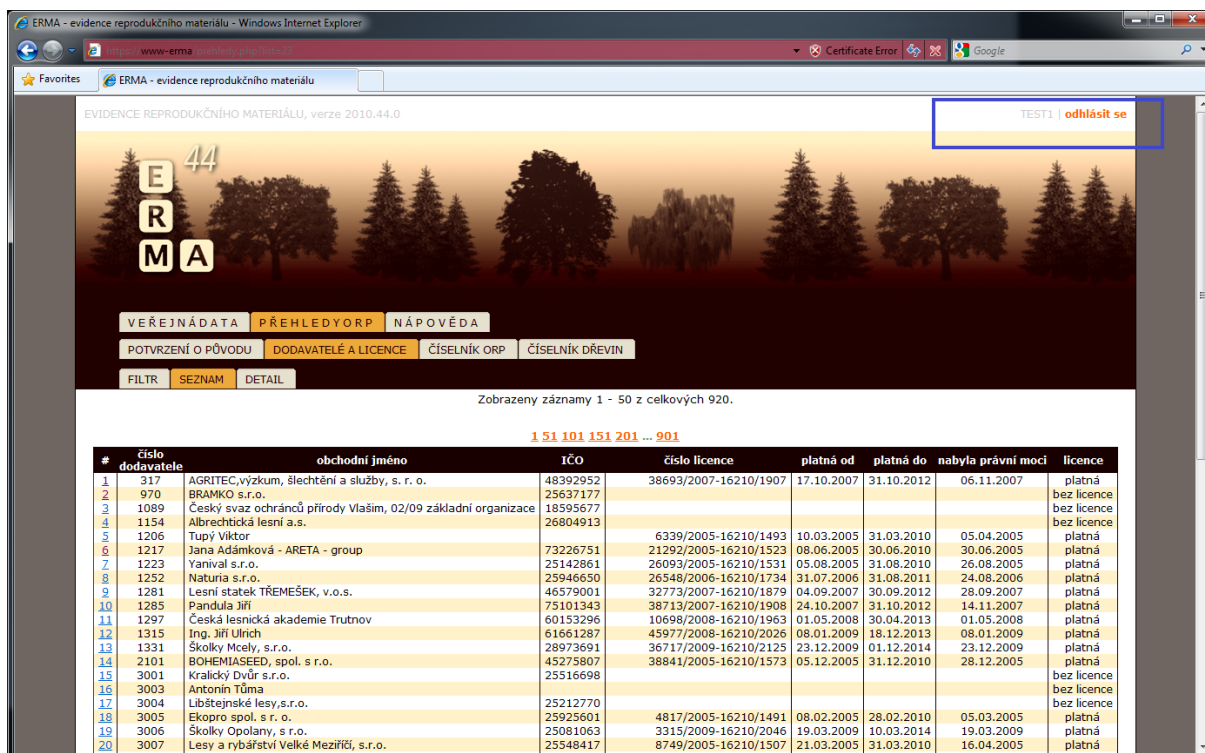 ERMA - evidence reprodukčního materiálu - Windows Internet Explorer
https://www-erma prehledy.php?liste23 Certificate Error Google
Favorites ERMA - evidence reprodukčního materiálu
EVIDENCE REPRODUKČNÍHO MATERIÁLU, verze 2010.44.0 TEST1 | odhlásit se
44
E
R
M A
VEŘEJNÁDATA PŘEHLEDYORP NÁPOVĚDA
POTVRZENÍ O PŮVODU DODAVATELÉ A LICENCE ČÍSELNÍK ORP ČÍSELNÍK DŘEVIN
FILTR SEZNAM DETAIL
Zobrazeny záznamy 1 - 50 z celkových 920.
1 51 101 151 201 ... 901
# číslo dodavatele obchodní jméno IČO číslo licence platná od platná do nabyla právní moci licence
1 317 AGRITEC,výzkum, šlechtění a služby, s. r. o. 48392952 38693/2007-16210/1907 17.10.2007 31.10.2012 06.11.2007 platná
2 970 BRAMKO s.r.o. 25637177 bez licence
3 1089 Český svaz ochránců přírody Vlašim, 02/09 základní organizace 18595677 bez licence
4 1154 Albrechtická lesní a.s. 26804913 bez licence
5 1206 Tupý Viktor 6339/2005-16210/1493 10.03.2005 31.03.2010 05.04.2005 platná
6 1217 Jana Adámková - ARETA - group 73226751 21292/2005-16210/1523 08.06.2005 30.06.2010 30.06.2005 platná
7 1223 Yanival s.r.o. 25142861 26093/2005-16210/1531 05.08.2005 31.08.2010 26.08.2005 platná
8 1252 Naturia s.r.o. 25946650 26548/2006-16210/1734 31.07.2006 31.08.2011 24.08.2006 platná
9 1281 Lesní statek TŘEMEŠEK, v.o.s. 46579001 32773/2007-16210/1879 04.09.2007 30.09.2012 28.09.2007 platná
10 1285 Pandula Jiří 75101343 38713/2007-16210/1908 24.10.2007 31.10.2012 14.11.2007 platná
11 1297 Česká lesnická akademie Trutnov 60153296 10698/2008-16210/1963 01.05.2008 30.04.2013 01.05.2008 platná
12 1315 Ing. Jiří Ulrich 61661287 45977/2008-16210/2026 08.01.2009 18.12.2013 08.01.2009 platná
13 1331 Školky Mcely, s.r.o. 28973691 36717/2009-16210/2125 23.12.2009 01.12.2014 23.12.2009 platná
14 2101 BOHEMIASEED, spol. s r.o. 45275807 38841/2005-16210/1573 05.12.2005 31.12.2010 28.12.2005 platná
15 3001 Kralický Dvůr s.r.o. 25516698 bez licence
16 3003 Antonín Tůma bez licence
17 3004 Libštejnské lesy,s.r.o. 25212770 bez licence
18 3005 Ekopro spol. s r. o. 25925601 4817/2005-16210/1491 08.02.2005 28.02.2010 05.03.2005 platná
19 3006 Školky Opolany, s r.o. 25081063 3315/2009-16210/2046 19.03.2009 10.03.2014 19.03.2009 platná
20 3007 Lesy a rybářství Velké Meziříčí, s.r.o. 25548417 8749/2005-16210/1507 21.03.2005 31.03.2010 16.04.2005 platná